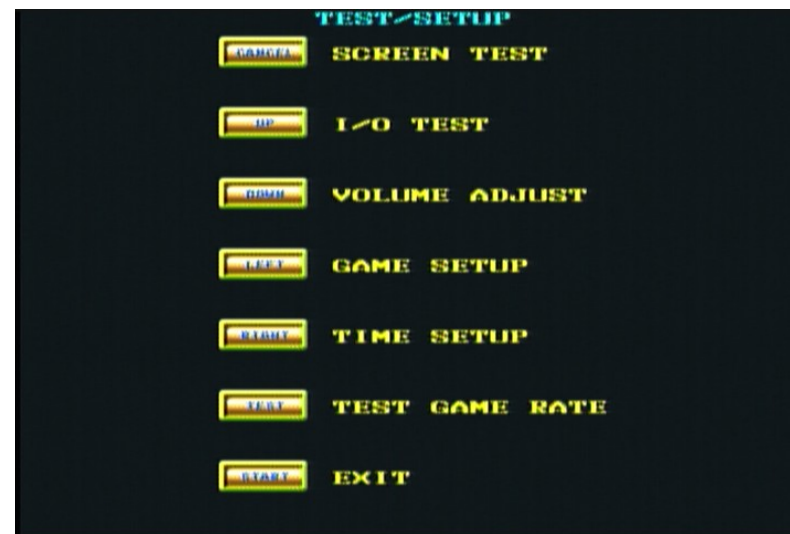 TEST/SETUP
CANCEL SCREEN TEST
UP I/O TEST
DOWN VOLUME ADJUST
LEFT GAME SETUP
RIGHT TIME SETUP
TEST TEST GAME RATE
START EXIT